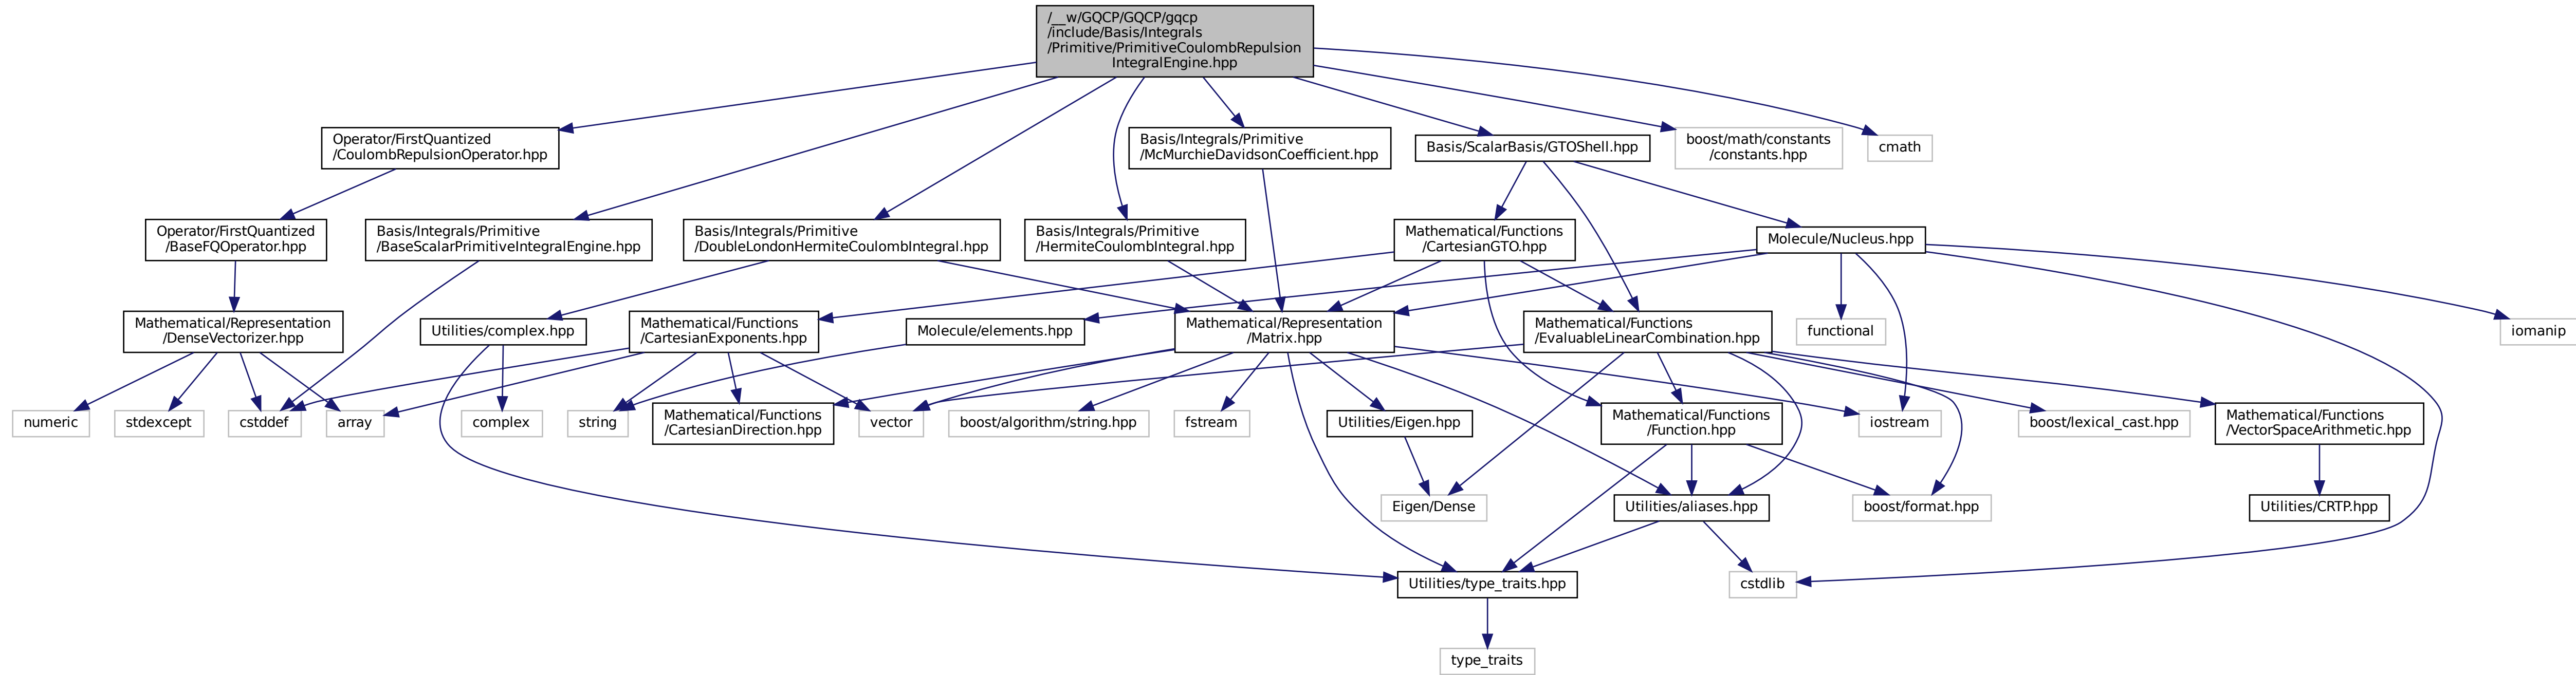 /__w/GQCP/GQCP/gqcp
/include/Basis/Integrals
/Primitive/PrimitiveCoulombRepulsion
IntegralEngine.hpp
Operator/FirstQuantized
/CoulombRepulsionOperator.hpp
Basis/Integrals/Primitive
/McMurchieDavidsonCoefficient.hpp
Basis/ScalarBasis/GTOShell.hpp
boost/math/constants
/constants.hpp
cmath
Operator/FirstQuantized
/BaseFQOperator.hpp
Basis/Integrals/Primitive
/BaseScalarPrimitiveIntegralEngine.hpp
Basis/Integrals/Primitive
/DoubleLondonHermiteCoulombIntegral.hpp
Basis/Integrals/Primitive
/HermiteCoulombIntegral.hpp
Mathematical/Functions
/CartesianGTO.hpp
Molecule/Nucleus.hpp
Mathematical/Representation
/DenseVectorizer.hpp
Utilities/complex.hpp
Mathematical/Functions
/CartesianExponents.hpp
Molecule/elements.hpp
Mathematical/Representation
/Matrix.hpp
Mathematical/Functions
/EvaluableLinearCombination.hpp
functional
iomanip
numeric
stdexcept
cstddef
array
complex
string
Mathematical/Functions
/CartesianDirection.hpp
vector
boost/algorithm/string.hpp
fstream
Utilities/Eigen.hpp
Mathematical/Functions
/Function.hpp
iostream
boost/lexical_cast.hpp
Mathematical/Functions
/VectorSpaceArithmetic.hpp
Eigen/Dense
Utilities/aliases.hpp
boost/format.hpp
Utilities/CRTP.hpp
Utilities/type_traits.hpp
cstdlib
type_traits